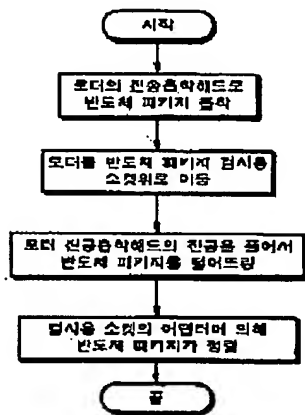 시작
로더의 진공흡착헤드로
반도체 패키지 흡착
로더를 반도체 패키지 검사용
소켓위로 이동
로더 진공흡착헤드의 진공을 풀어서
반도체 패키지를 떨어뜨림
검사용 소켓의 어댑터에 의해
반도체 패키지가 정렬
끝